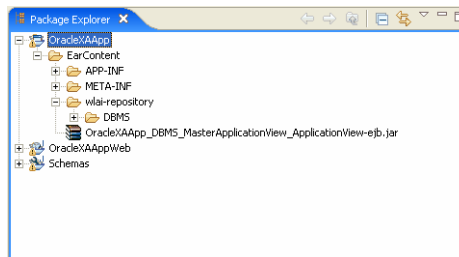 Package Explorer
OracleXAApp
EarContent
APP-INF
META-INF
wlai-repository
DBMS
OracleXAApp_DBMS_MasterApplicationView_ApplicationView-ejb.jar
OracleXAAppWeb
Schemas